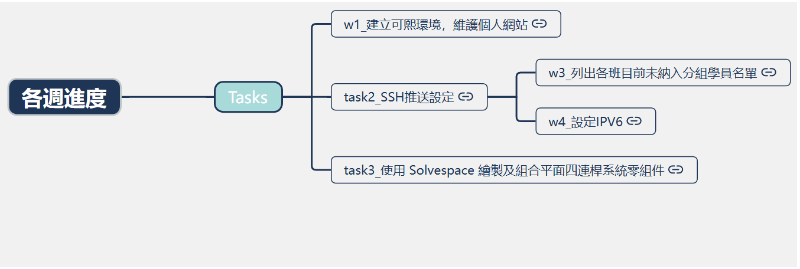 各週進度
Tasks
w1_建立可熙環境，維護個人網站
task2_SSH推送設定
w3_列出各班目前未納入分組學員名單
w4_設定IPV6
task3_使用 Solvespace 繪製及組合平面四連桿系統零組件